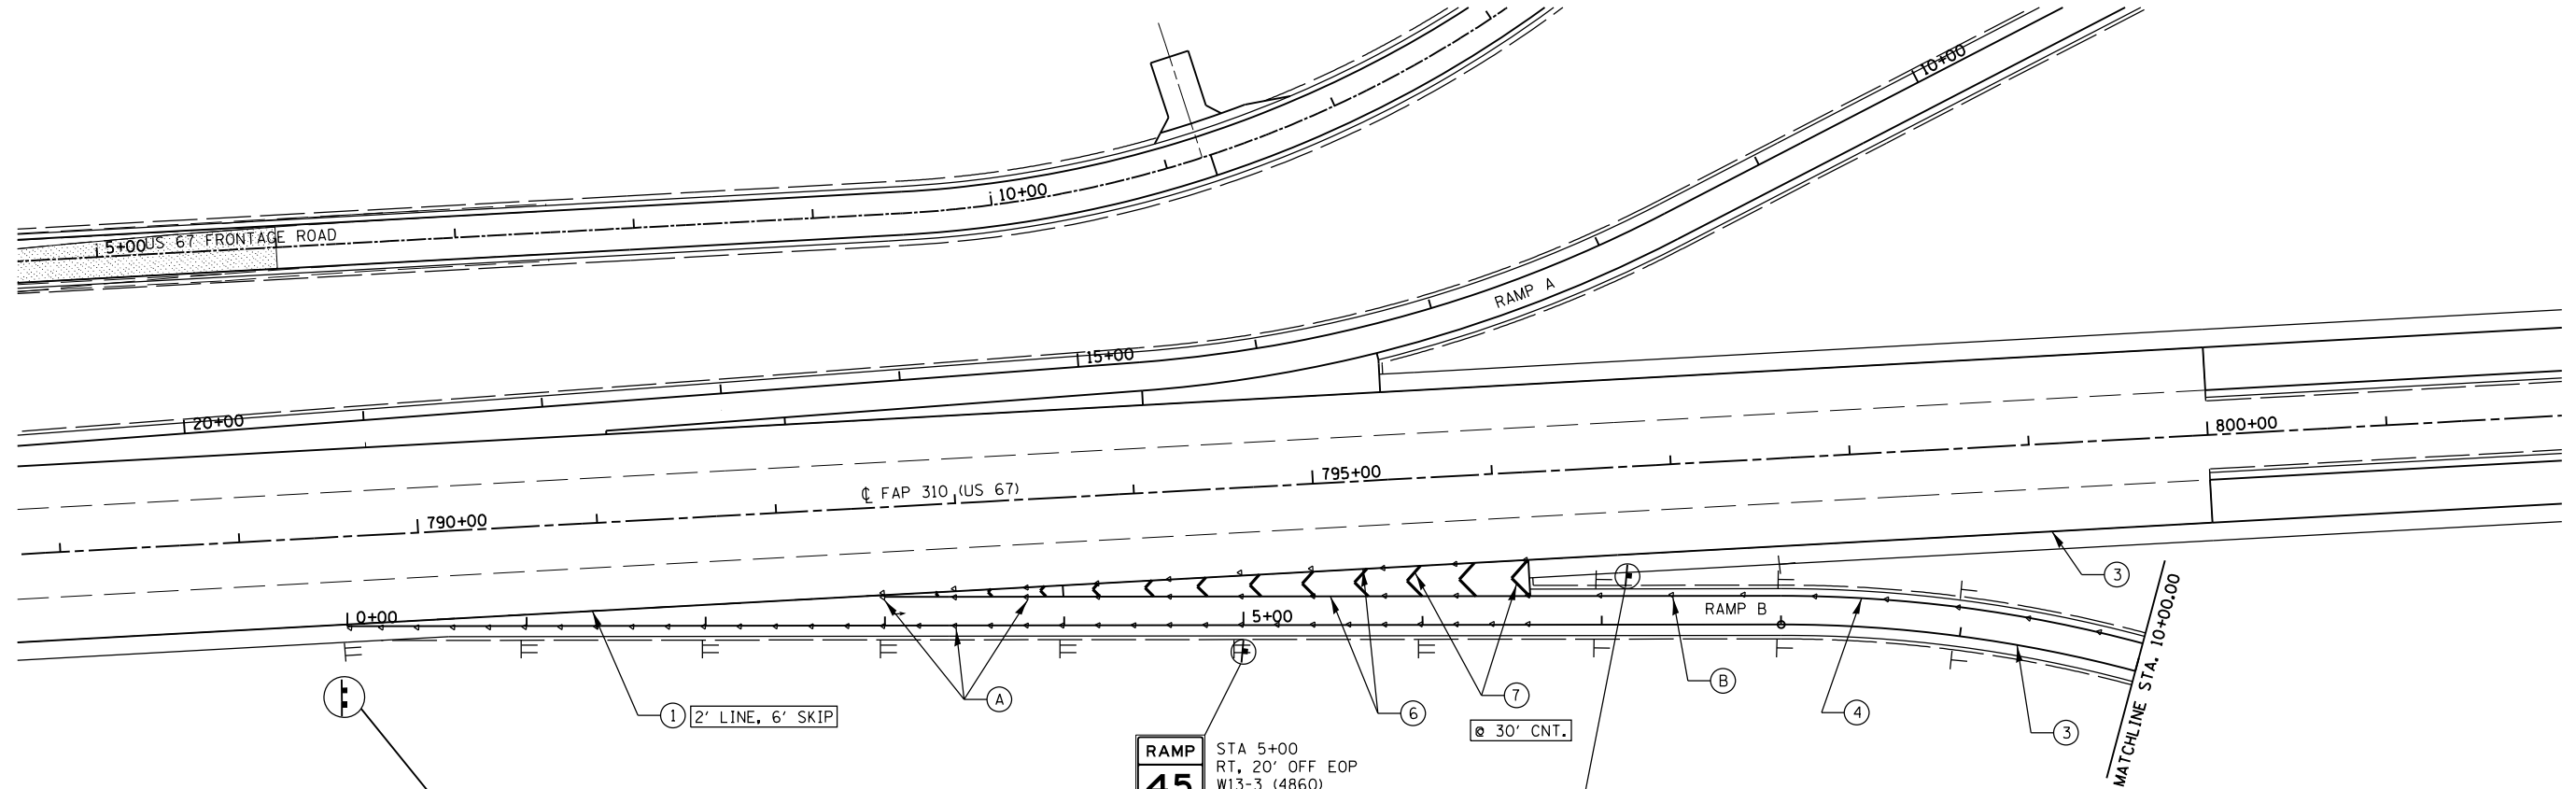 10+00
10+00
5+00 US 67 FRONTAGE ROAD
RAMP A
15+00
20+00
800+00
795+00
℄ FAP 310 (US 67)
790+00
3
0+00
5+00
RAMP B
MATCHLINE STA. 10+00.00
A
B
1
2' LINE, 6' SKIP
6
7
@ 30' CNT.
4
3
RAMP
45
STA 5+00
RT, 20' OFF EOP
W13-3 (4860)